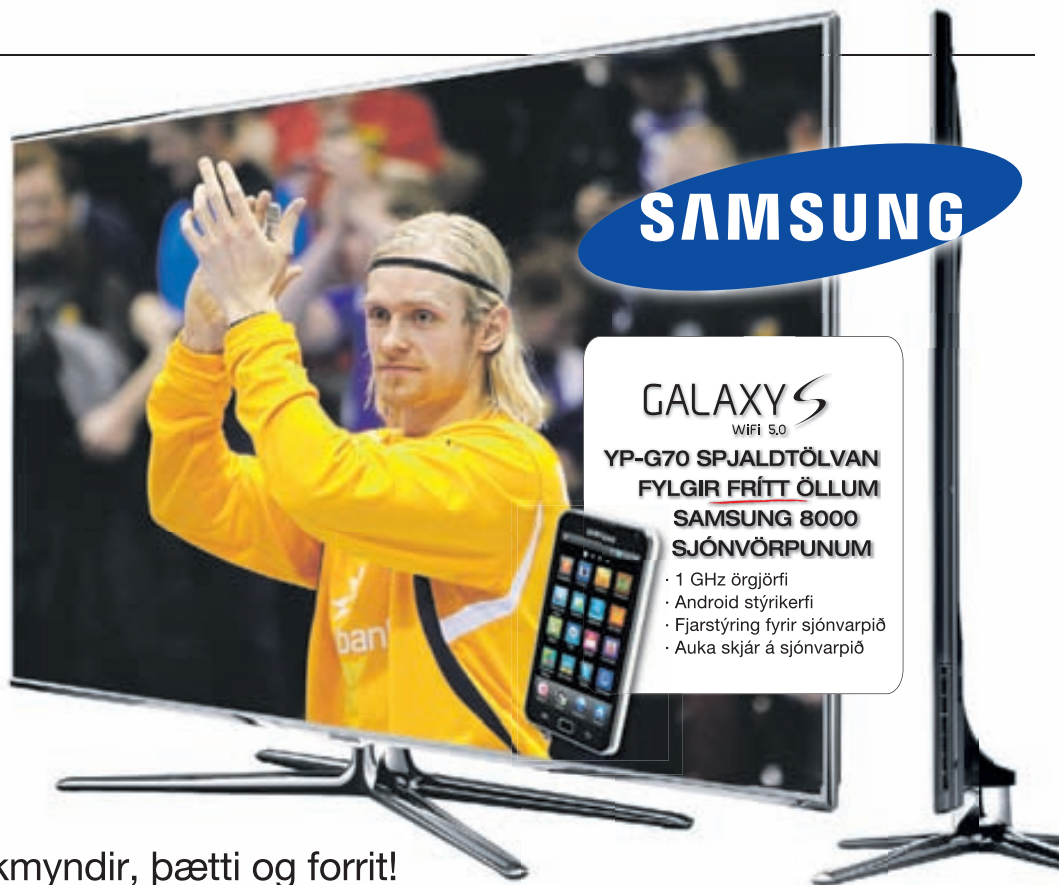 SAMSUNG
GALAXY S
WiFi 5.0
YP-G70 SPJALDTÖLVAN
FYLGIR FRÍTT ÖLLUM
SAMSUNG 8000
SJÓNVÖRPUNUM
· 1 GHz örgjörfi
· Android stýrikerfi
· Fjarstýring fyrir sjónvarpið
· Auka skjár á sjónvarpið
ban
kmyndir, þætti og forrit!